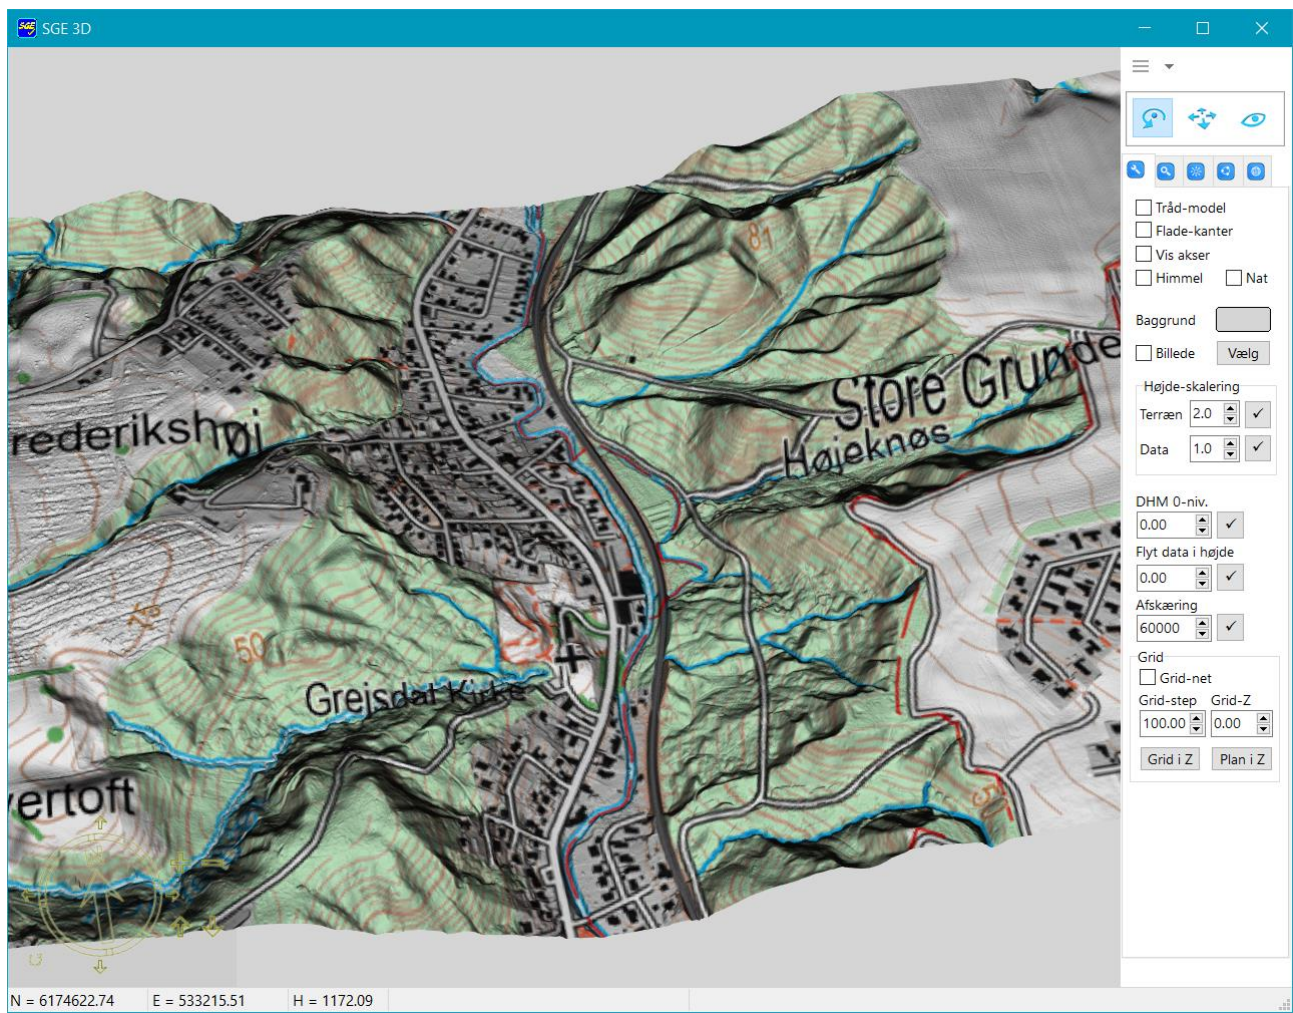 SGE 3D
Tråd-model
Flade-kanter
Vis akser
Himmel
Nat
Baggrund
Billede
Vælg
Højde-skalering
Terræn
2.0
Data
1.0
DHM 0-niv.
0.00
Flyt data i højde
0.00
Afskæring
60000
Grid
Grid-net
Grid-step
Grid-Z
100.00
0.00
Grid i Z
Plan i Z
81
Store Grunde
Højeknøs
rederikshøj
50
Grejsdal Kirke
ertoft
N = 6174622.74
E = 533215.51
H = 1172.09